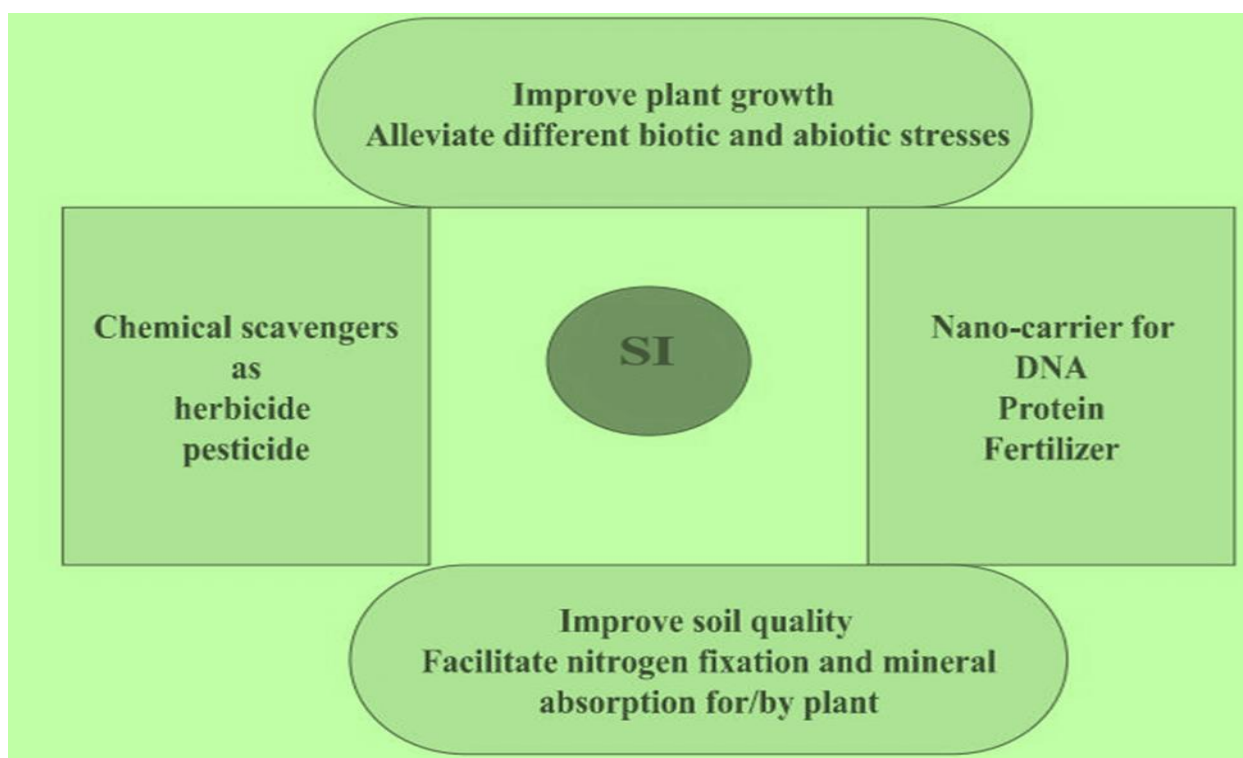 Improve plant growth
Alleviate different biotic and abiotic stresses
Chemical scavengers
as
herbicide
pesticide
SI
Nano-carrier for
DNA
Protein
Fertilizer
Improve soil quality
Facilitate nitrogen fixation and mineral
absorption for/by plant